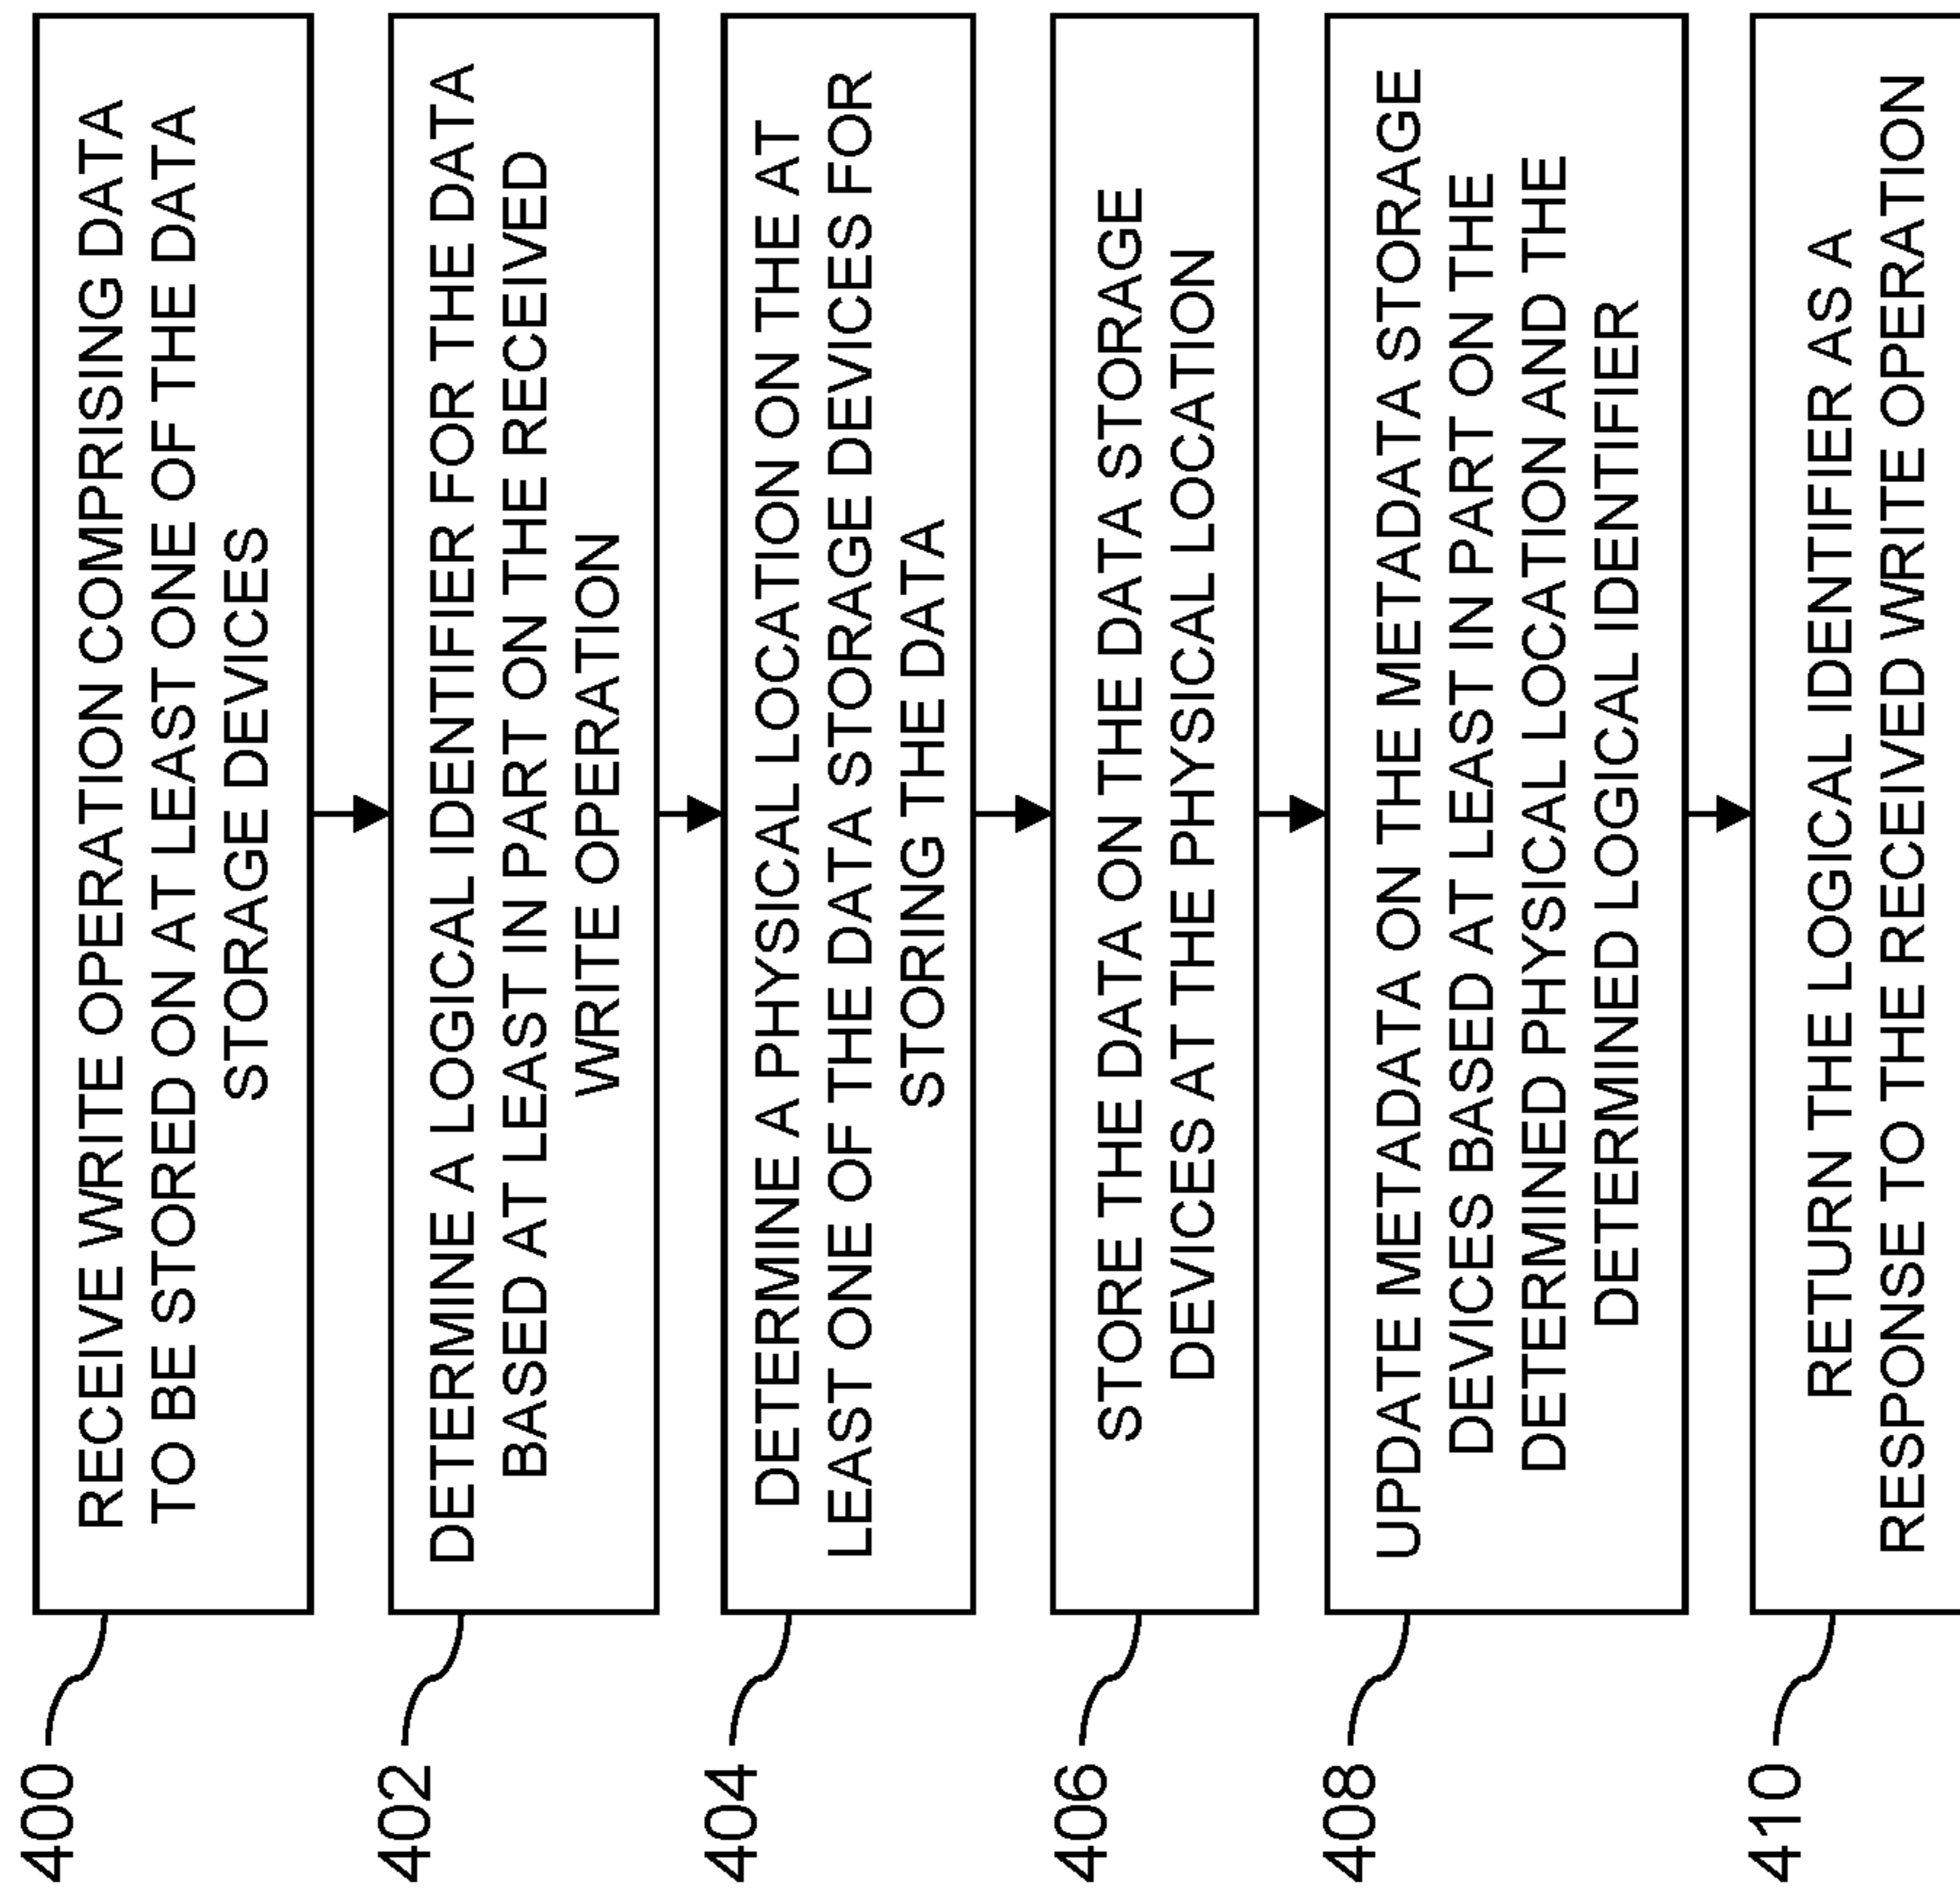 400
RECEIVE WRITE OPERATION COMPRISING DATA
TO BE STORED ON AT LEAST ONE OF THE DATA
STORAGE DEVICES
402
DETERMINE A LOGICAL IDENTIFIER FOR THE DATA
BASED AT LEAST IN PART ON THE RECEIVED
WRITE OPERATION
404
DETERMINE A PHYSICAL LOCATION ON THE AT
LEAST ONE OF THE DATA STORAGE DEVICES FOR
STORING THE DATA
406
STORE THE DATA ON THE DATA STORAGE
DEVICES AT THE PHYSICAL LOCATION
408
UPDATE METADATA ON THE METADATA STORAGE
DEVICES BASED AT LEAST IN PART ON THE
DETERMINED PHYSICAL LOCATION AND THE
DETERMINED LOGICAL IDENTIFIER
410
RETURN THE LOGICAL IDENTIFIER AS A
RESPONSE TO THE RECEIVED WRITE OPERATION